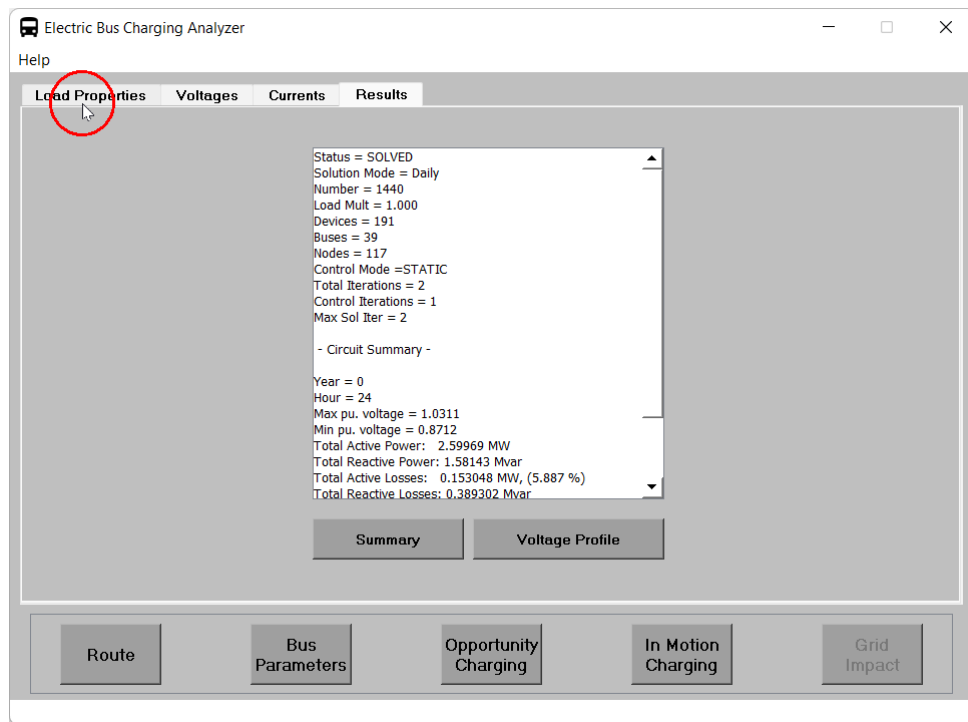 Electric Bus Charging Analyzer
Help
Load Properties Voltages Currents Results
Status = SOLVED
Solution Mode = Daily
Number = 1440
Load Mult = 1.000
Devices = 191
Buses = 39
Nodes = 117
Control Mode =STATIC
Total Iterations = 2
Control Iterations = 1
Max Sol Iter = 2
- Circuit Summary -
Year = 0
Hour = 24
Max pu. voltage = 1.0311
Min pu. voltage = 0.8712
Total Active Power: 2.59969 MW
Total Reactive Power: 1.58143 Mvar
Total Active Losses: 0.153048 MW, (5.887 %)
Total Reactive Losses: 0.389302 Mvar
Summary Voltage Profile
Route
Bus
Parameters
Opportunity
Charging
In Motion
Charging
Grid
Impact